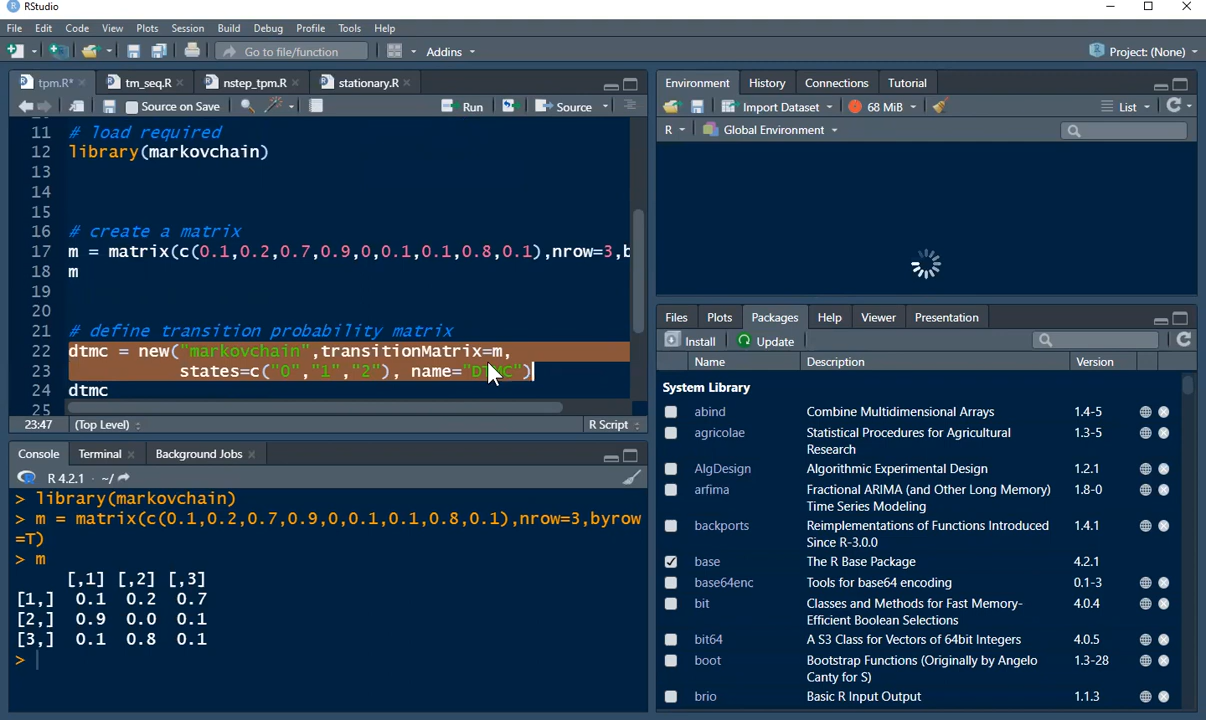 RStudio
File Edit Code View Plots Session Build Debug Profile Tools Help
Go to file/function Addins Project: (None)
tpm.R* tm_seq.R nstep_tpm.R stationary.R
Source on Save Run Source
11 # load required
12 library(markovchain)
13
14
15
16 # create a matrix
17 m = matrix(c(0.1,0.2,0.7,0.9,0,0.1,0.1,0.8,0.1),nrow=3,b
18 m
19
20
21 # define transition probability matrix
22 dtmc = new("markovchain",transitionMatrix=m,
23 states=c("0","1","2"), name="DTMC")
24 dtmc
25
23:47 (Top Level) R Script
Console Terminal Background Jobs
R 4.2.1 · ~/
> library(markovchain)
> m = matrix(c(0.1,0.2,0.7,0.9,0,0.1,0.1,0.8,0.1),nrow=3,byrow
=T)
> m
[,1] [,2] [,3]
[1,] 0.1 0.2 0.7
[2,] 0.9 0.0 0.1
[3,] 0.1 0.8 0.1
>
Environment History Connections Tutorial
Import Dataset 68 MiB List
R Global Environment
Files Plots Packages Help Viewer Presentation
Install Update
Name Description Version
System Library
abind Combine Multidimensional Arrays 1.4-5
agricolae Statistical Procedures for Agricultural 1.3-5
Research
AlgDesign Algorithmic Experimental Design 1.2.1
arfima Fractional ARIMA (and Other Long Memory) 1.8-0
Time Series Modeling
backports Reimplementations of Functions Introduced 1.4.1
Since R-3.0.0
base The R Base Package 4.2.1
base64enc Tools for base64 encoding 0.1-3
bit Classes and Methods for Fast Memory- 4.0.4
Efficient Boolean Selections
bit64 A S3 Class for Vectors of 64bit Integers 4.0.5
boot Bootstrap Functions (Originally by Angelo 1.3-28
Canty for S)
brio Basic R Input Output 1.1.3